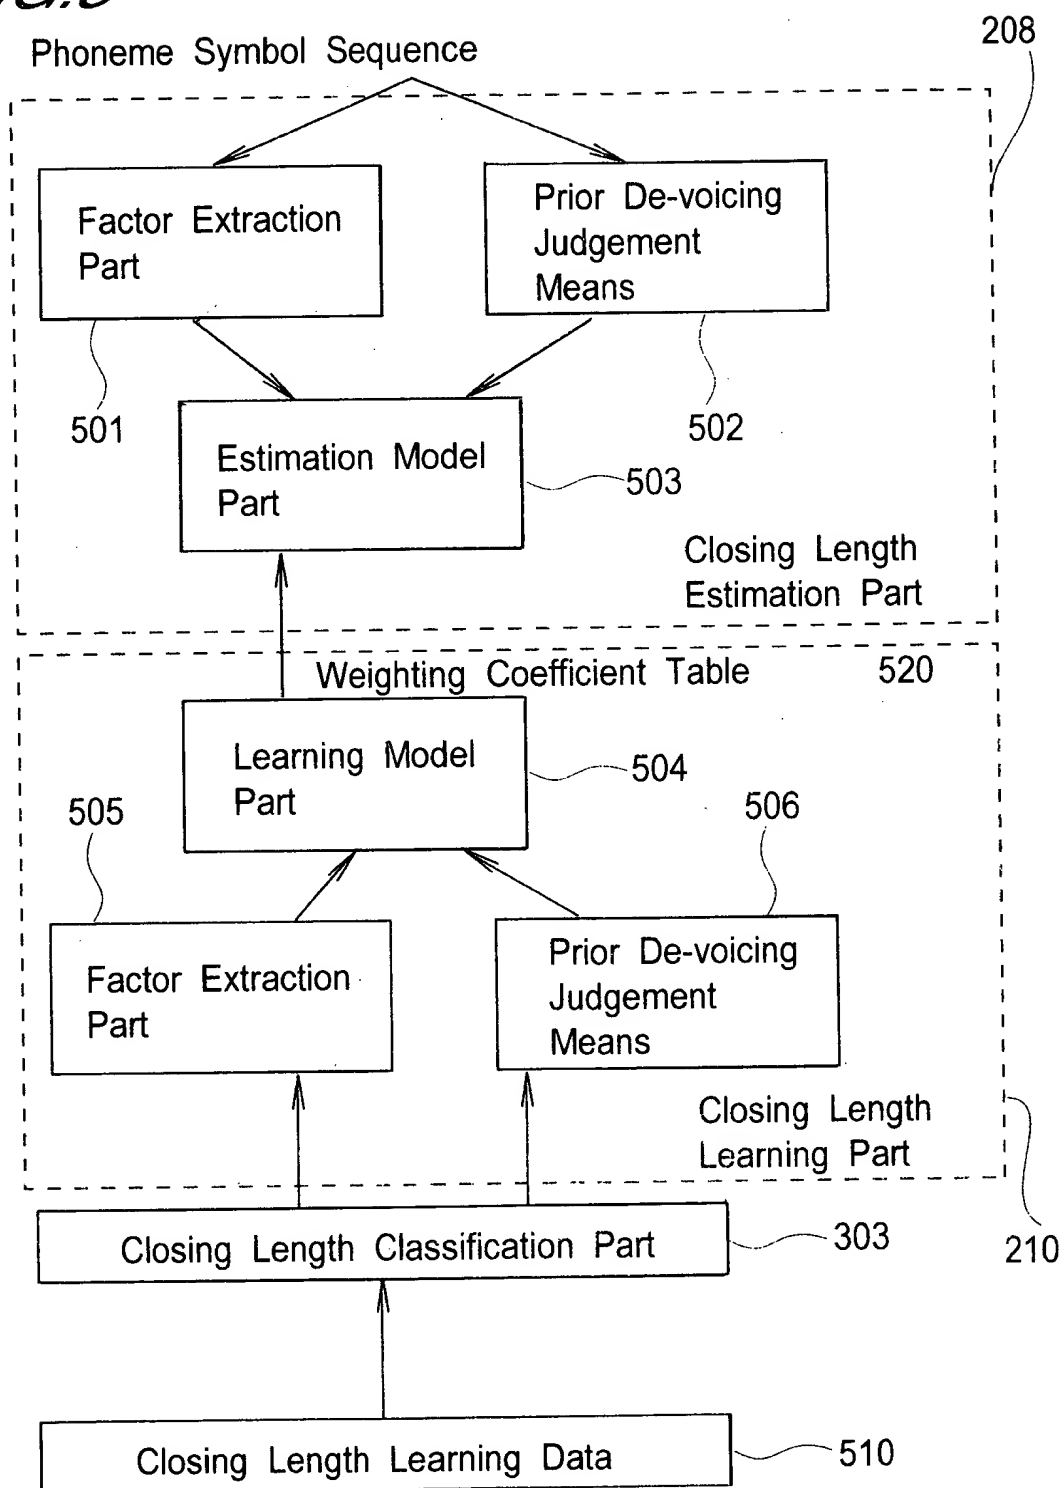 208
Phoneme Symbol Sequence
Factor Extraction
Part
Prior De-voicing
Judgement
Means
501
502
Estimation Model
Part
503
Closing Length
Estimation Part
Weighting Coefficient Table
520
Learning Model
Part
504
505
506
Factor Extraction
Part
Prior De-voicing
Judgement
Means
Closing Length
Learning Part
Closing Length Classification Part
303
210
Closing Length Learning Data
510